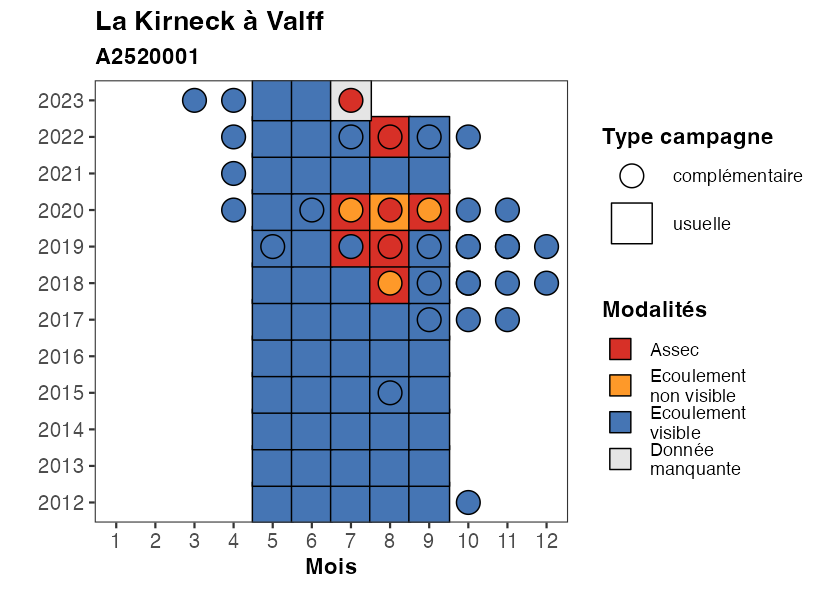 La Kirneck à Valff
A2520001
2023
2022
2021
2020
2019
2018
2017
2016
2015
2014
2013
2012
1 2 3 4 5 6 7 8 9 10 11 12
Mois
Type campagne
complémentaire
usuelle
Modalités
Assec
Ecoulement
non visible
Ecoulement
visible
Donnée
manquante